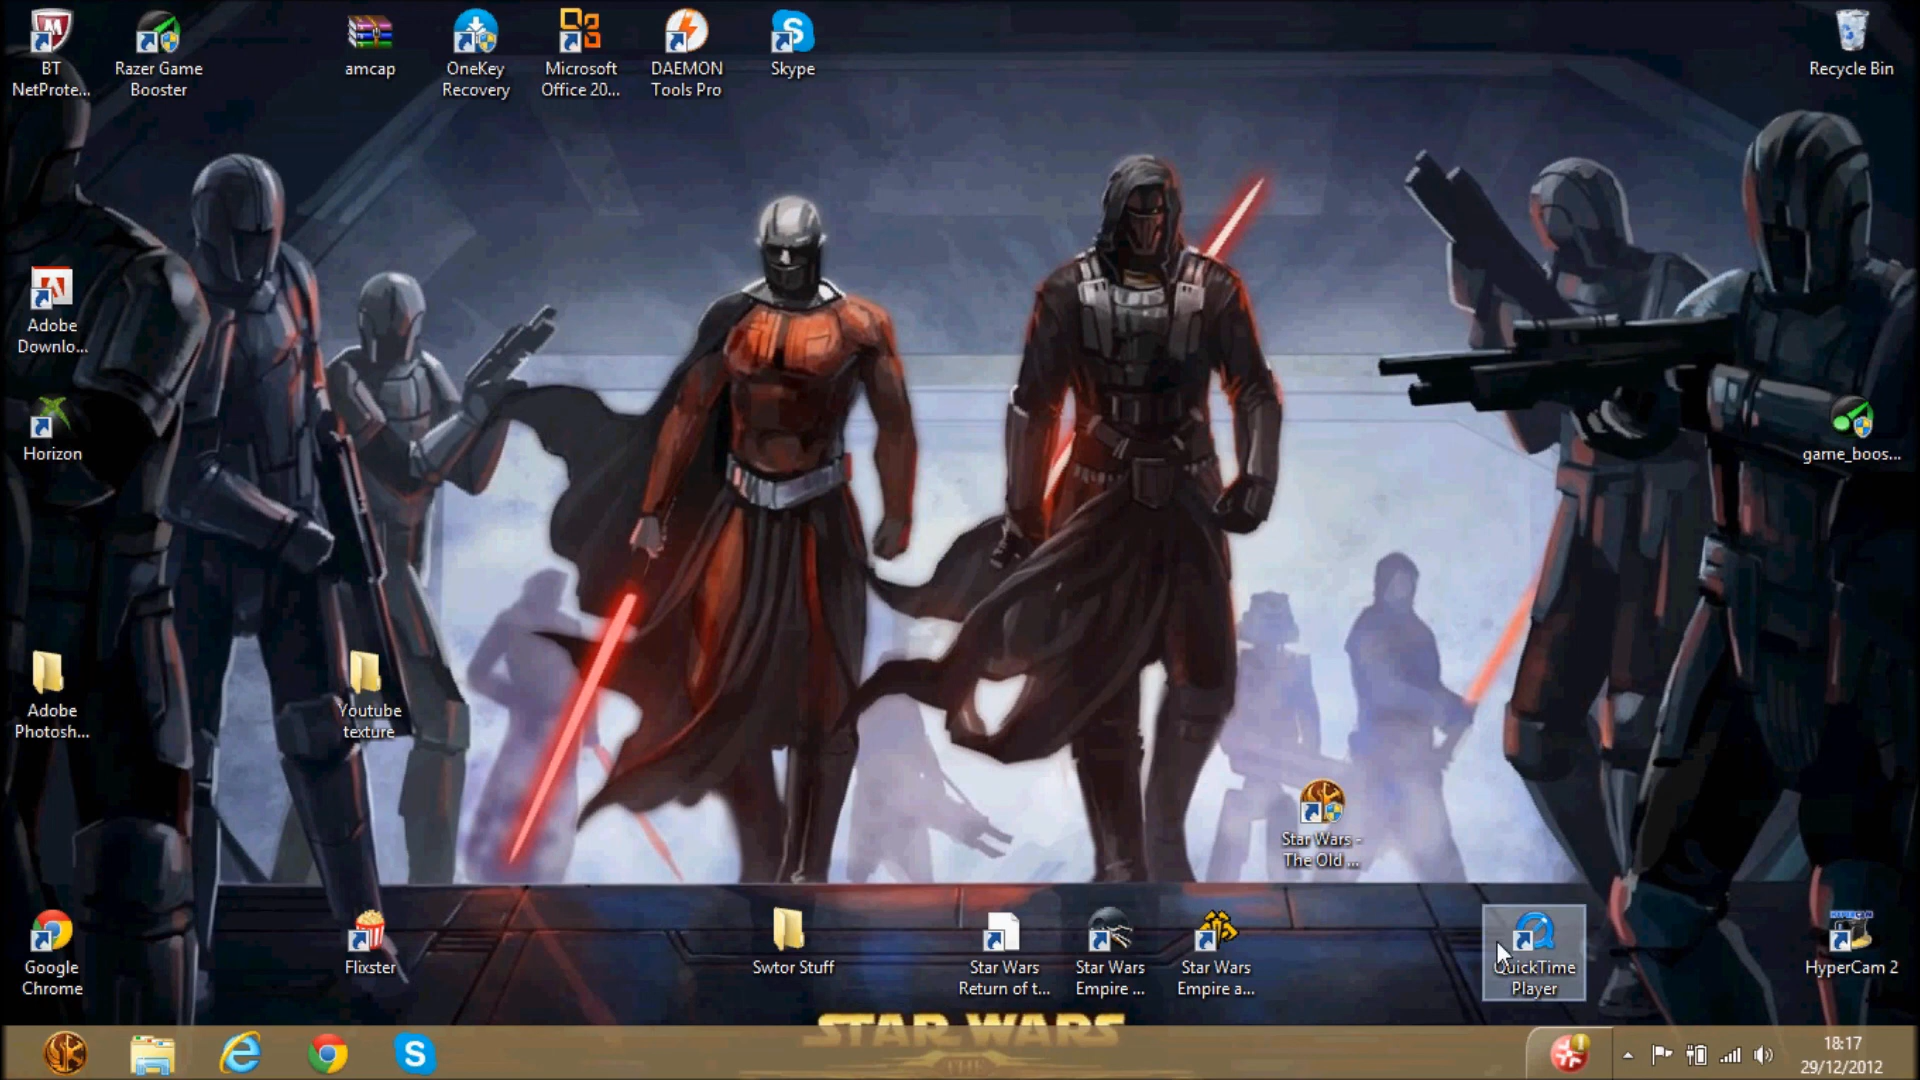 BT
NetProte...
Razer Game
Booster
amcap
OneKey
Recovery
Microsoft
Office 20...
DAEMON
Tools Pro
Skype
Recycle Bin
Adobe
Downlo...
Horizon
game_boos...
Adobe
Photosh...
Youtube
texture
Star Wars -
The Old ...
Google
Chrome
Flixster
Swtor Stuff
Star Wars
Return of t...
Star Wars
Empire ...
Star Wars
Empire a...
QuickTime
Player
HYPERCAM
HyperCam 2
STAR WARS
THE
18:17
29/12/2012